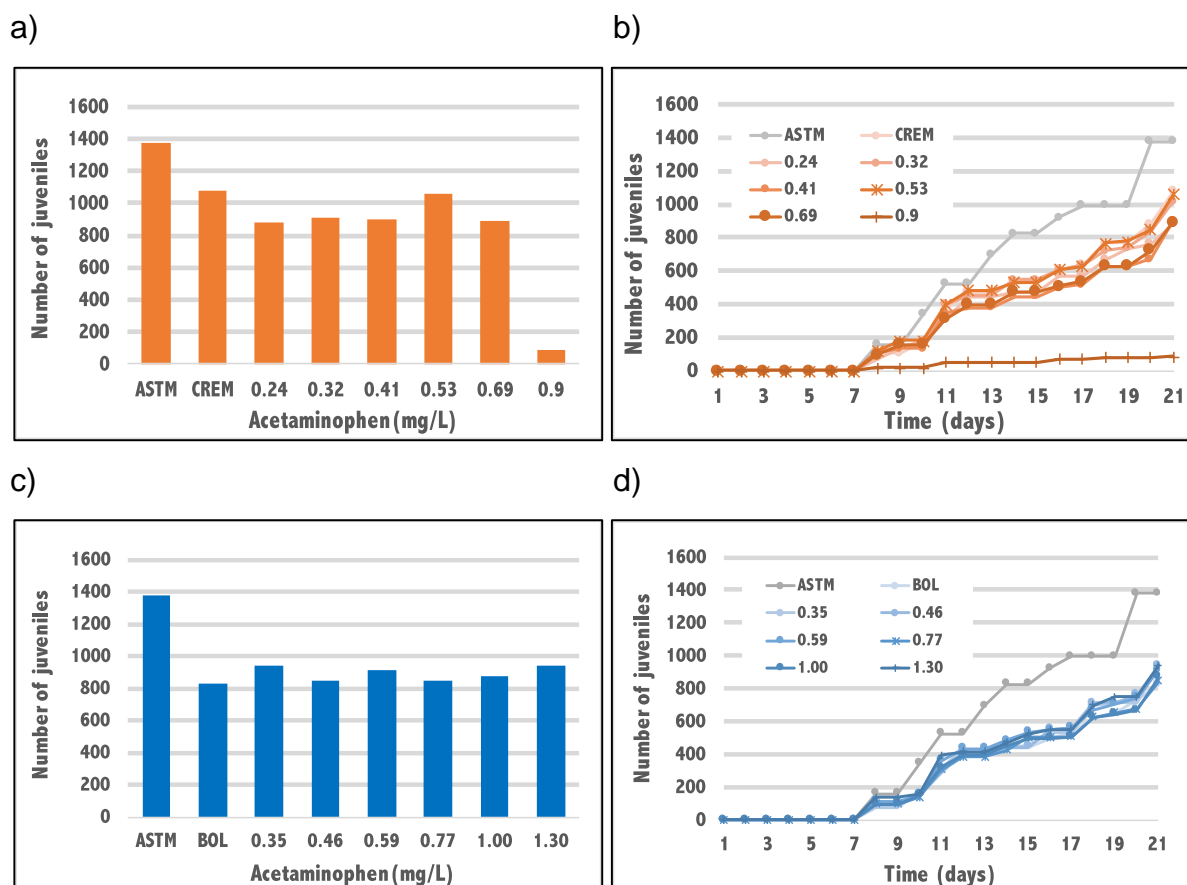 a)
Number of juveniles
1600
1400
1200
1000
800
600
400
200
0
ASTM CREM 0.24 0.32 0.41 0.53 0.69 0.9
Acetaminophen (mg/L)
b)
Number of juveniles
1600
1400
1200
1000
800
600
400
200
0
ASTM CREM
0.24 0.32
0.41 0.53
0.69 0.9
1 3 5 7 9 11 13 15 17 19 21
Time (days)
c)
Number of juveniles
1600
1400
1200
1000
800
600
400
200
0
ASTM BOL 0.35 0.46 0.59 0.77 1.00 1.30
Acetaminophen (mg/L)
d)
Number of juveniles
1600
1400
1200
1000
800
600
400
200
0
ASTM BOL
0.35 0.46
0.59 0.77
1.00 1.30
1 3 5 7 9 11 13 15 17 19 21
Time (days)